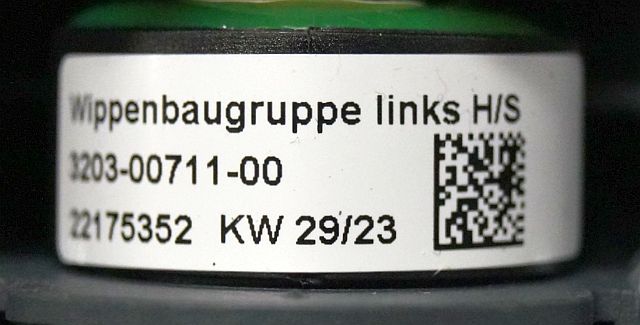 Wippenbaugruppe links H/S
3203-00711-00
22175352 KW 29/23